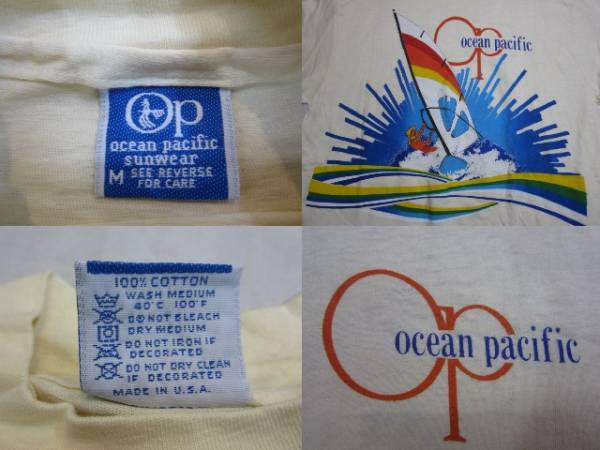 Op
ocean pacific
sunwear
M SEE REVERSE
FOR CARE
Op
ocean pacific
100% COTTON
WASH MEDIUM
40°C 100°F
DO NOT BLEACH
DRY MEDIUM
DO NOT IRON IF
DECORATED
DO NOT DRY CLEAN
IF DECORATED
MADE IN U.S.A.
Op
ocean pacific